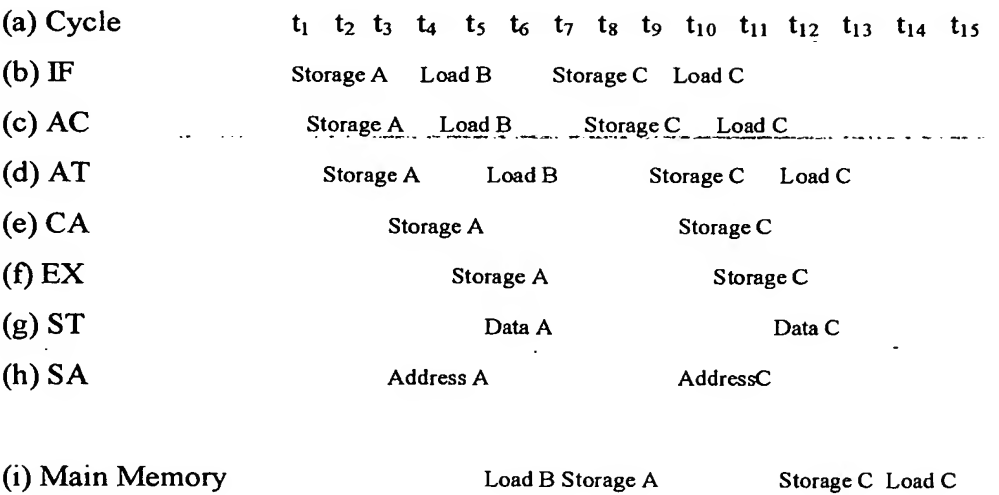 (a) Cycle t₁ t₂ t₃ t₄ t₅ t₆ t₇ t₈ t₉ t₁₀ t₁₁ t₁₂ t₁₃ t₁₄ t₁₅
(b) IF Storage A Load B Storage C Load C
(c) AC Storage A Load B Storage C Load C
(d) AT Storage A Load B Storage C Load C
(e) CA Storage A Storage C
(f) EX Storage A Storage C
(g) ST Data A Data C
(h) SA Address A AddressC
(i) Main Memory Load B Storage A Storage C Load C